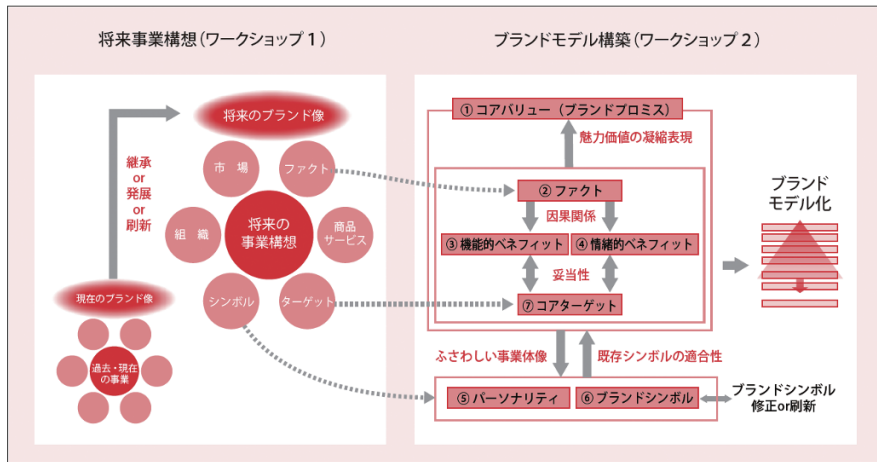 将来事業構想（ワークショップ1）
将来のブランド像
継承
or
発展
or
刷新
市　場
ファクト
組　織
将来の
事業構想
商品
サービス
シンボル
ターゲット
現在のブランド像
過去・現在
の事業
ブランドモデル構築（ワークショップ2）
①コアバリュー（ブランドプロミス）
魅力価値の凝縮表現
②ファクト
因果関係
③機能的ベネフィット
④情緒的ベネフィット
妥当性
⑦コアターゲット
ふさわしい事業体像
既存シンボルの適合性
⑤パーソナリティ
⑥ブランドシンボル
ブランドシンボル
修正or刷新
ブランド
モデル化